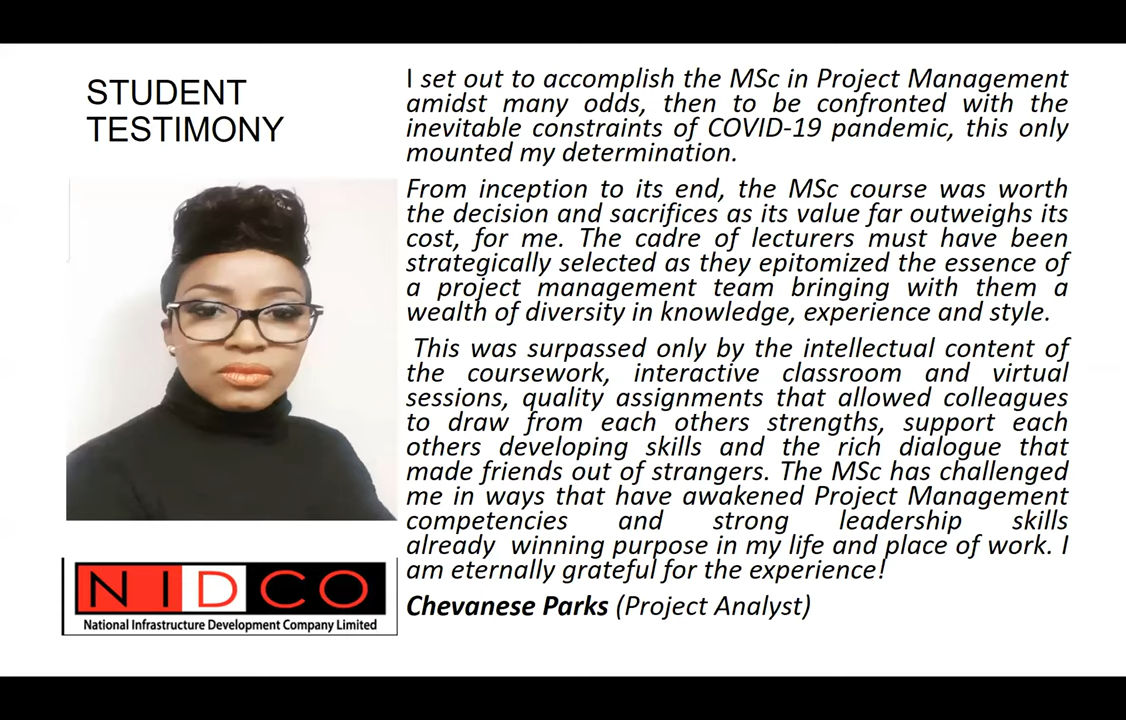 STUDENT
TESTIMONY
I set out to accomplish the MSc in Project Management
amidst many odds, then to be confronted with the
inevitable constraints of COVID-19 pandemic, this only
mounted my determination.
From inception to its end, the MSc course was worth
the decision and sacrifices as its value far outweighs its
cost, for me. The cadre of lecturers must have been
strategically selected as they epitomized the essence of
a project management team bringing with them a
wealth of diversity in knowledge, experience and style.
This was surpassed only by the intellectual content of
the coursework, interactive classroom and virtual
sessions, quality assignments that allowed colleagues
to draw from each others strengths, support each
others developing skills and the rich dialogue that
made friends out of strangers. The MSc has challenged
me in ways that have awakened Project Management
competencies and strong leadership skills
already winning purpose in my life and place of work. I
am eternally grateful for the experience!
Chevanese Parks (Project Analyst)
NIDCO
National Infrastructure Development Company Limited